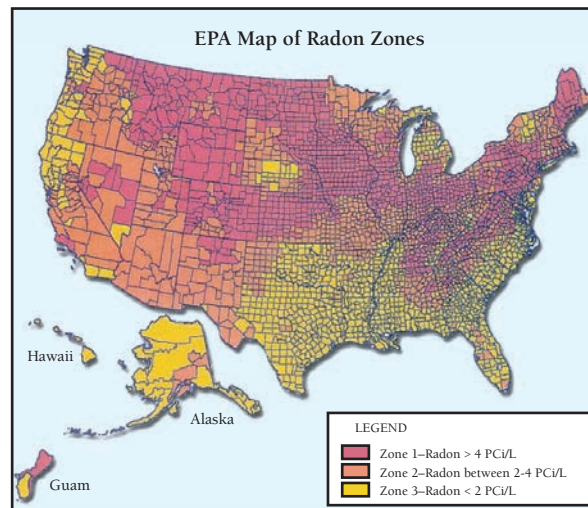 EPA Map of Radon Zones
Hawaii
Alaska
Guam
LEGEND
Zone 1–Radon > 4 PCi/L
Zone 2–Radon between 2-4 PCi/L
Zone 3–Radon < 2 PCi/L